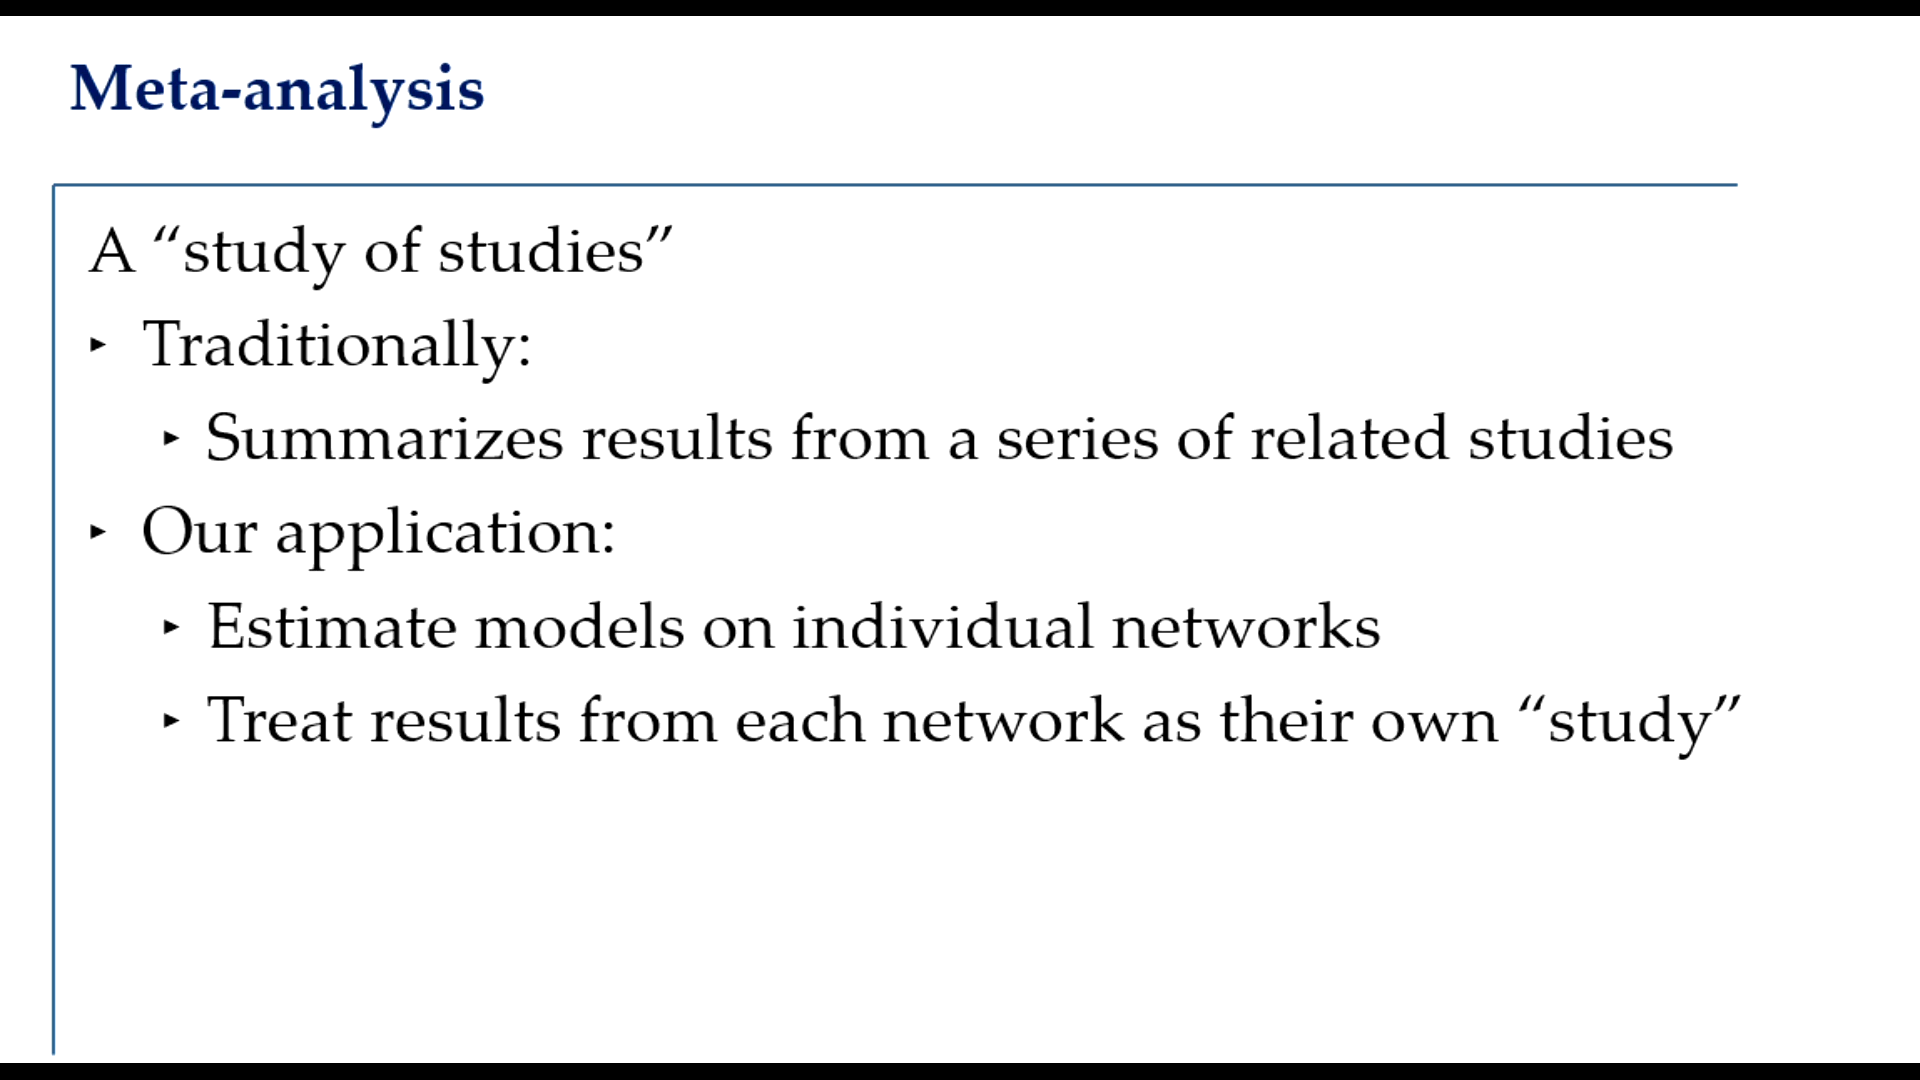 Meta-analysis
A “study of studies”
‣ Traditionally:
‣ Summarizes results from a series of related studies
‣ Our application:
‣ Estimate models on individual networks
‣ Treat results from each network as their own “study”